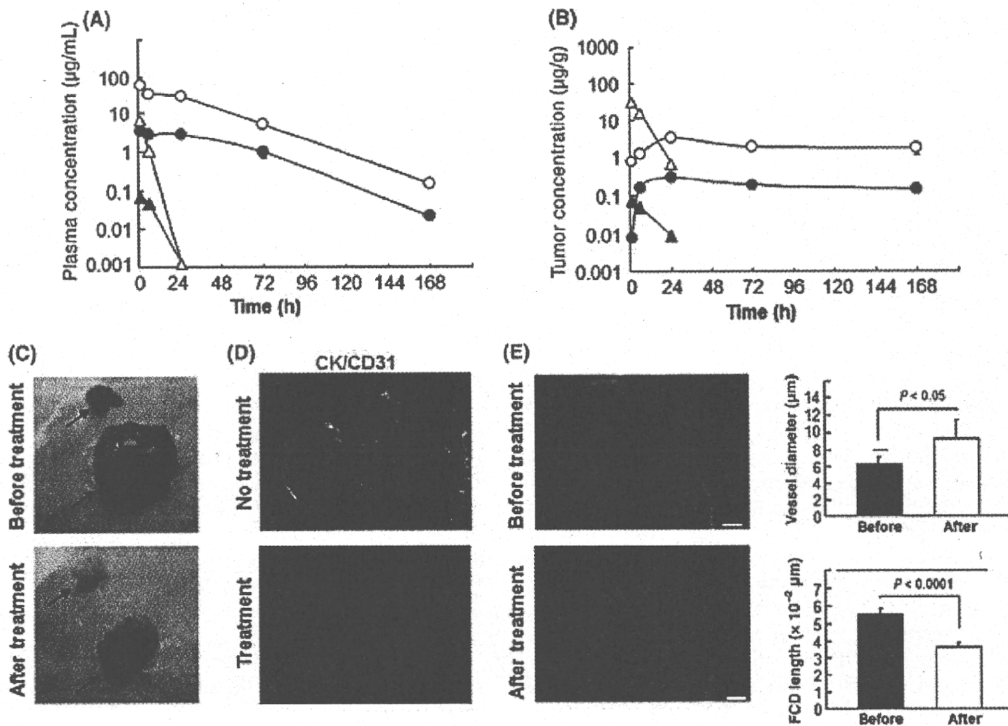 (A)
Plasma concentration (µg/mL)
100
10
1
0.1
0.01
0.001
0 24 48 72 96 120 144 168
Time (h)
(B)
Tumor concentration (µg/g)
1000
100
10
1
0.1
0.01
0.001
0 24 48 72 96 120 144 168
Time (h)
(C)
Before treatment
After treatment
(D)
CK/CD31
No treatment
Treatment
(E)
Before treatment
After treatment
Vessel diameter (µm)
14
12
10
8
6
4
2
0
P < 0.05
Before After
FCD length (× 10⁻² µm)
7
6
5
4
3
2
1
0
P < 0.0001
Before After